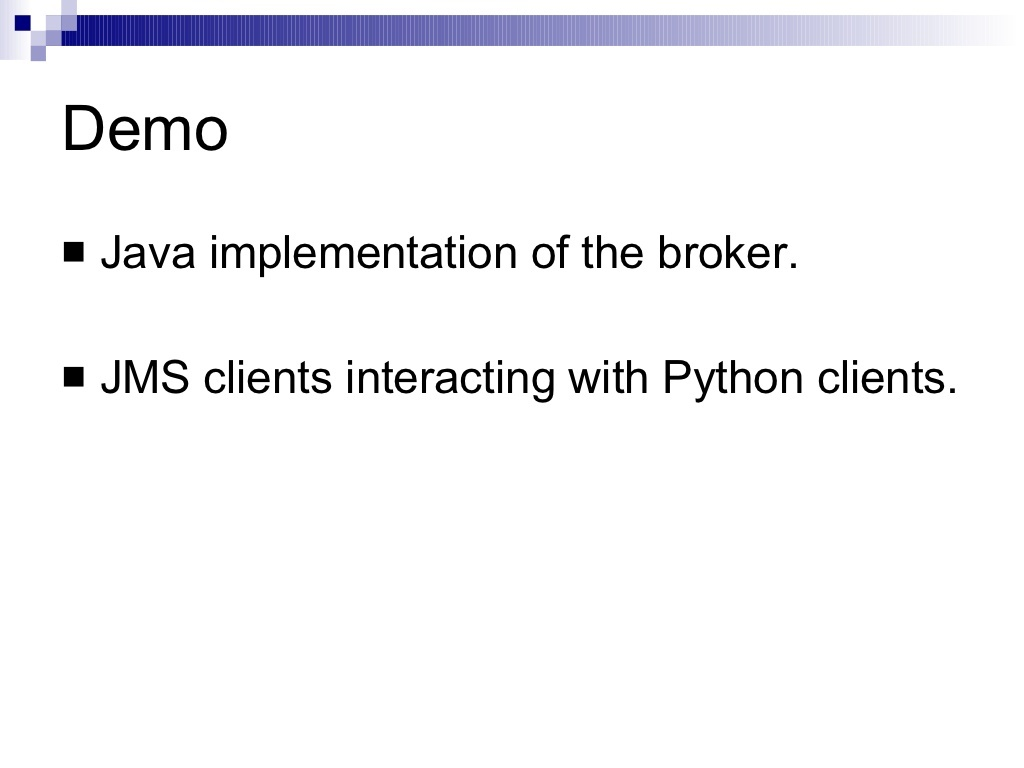 Demo
Java implementation of the broker.
JMS clients interacting with Python clients.